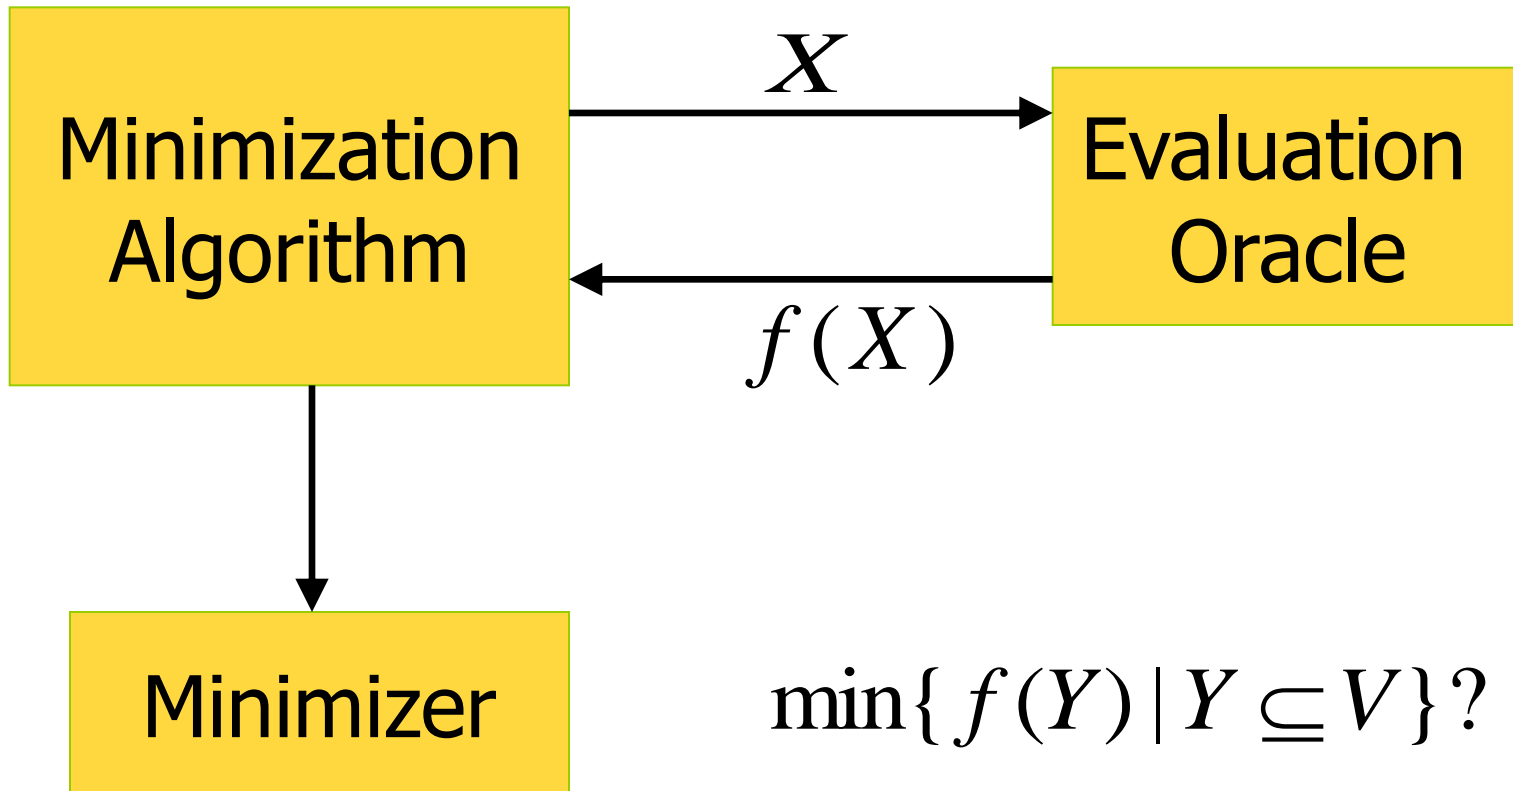 Minimization
Algorithm
X
Evaluation
Oracle
f(X)
Minimizer
min{f(Y)|Y⊆V}?